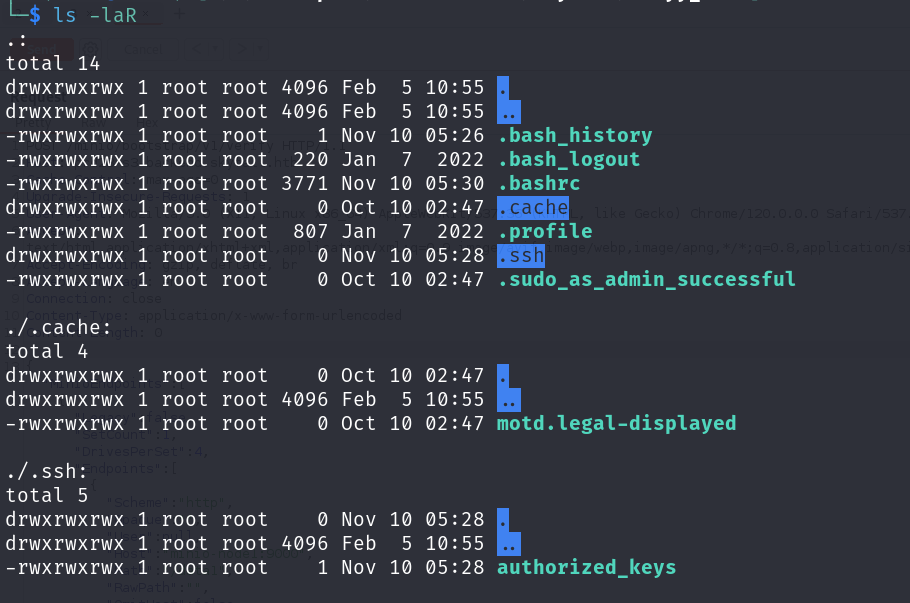 └─$ ls -laR
.:
total 14
drwxrwxrwx 1 root root 4096 Feb  5 10:55 .
drwxrwxrwx 1 root root 4096 Feb  5 10:55 ..
-rwxrwxrwx 1 root root    1 Nov 10 05:26 .bash_history
-rwxrwxrwx 1 root root  220 Jan  7  2022 .bash_logout
-rwxrwxrwx 1 root root 3771 Nov 10 05:30 .bashrc
drwxrwxrwx 1 root root    0 Oct 10 02:47 .cache
-rwxrwxrwx 1 root root  807 Jan  7  2022 .profile
drwxrwxrwx 1 root root    0 Nov 10 05:28 .ssh
-rwxrwxrwx 1 root root    0 Oct 10 02:47 .sudo_as_admin_successful
./.cache:
total 4
drwxrwxrwx 1 root root    0 Oct 10 02:47 .
drwxrwxrwx 1 root root 4096 Feb  5 10:55 ..
-rwxrwxrwx 1 root root    0 Oct 10 02:47 motd.legal-displayed
./.ssh:
total 5
drwxrwxrwx 1 root root    0 Nov 10 05:28 .
drwxrwxrwx 1 root root 4096 Feb  5 10:55 ..
-rwxrwxrwx 1 root root    1 Nov 10 05:28 authorized_keys